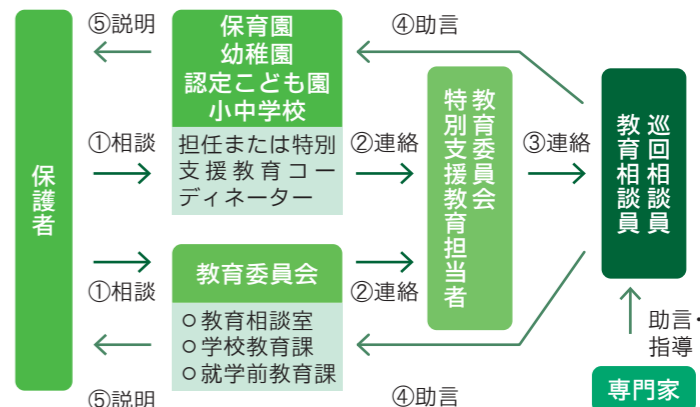 保護者
⑤説明
①相談
①相談
⑤説明
保育園
幼稚園
認定こども園
小中学校
担任または特別
支援教育コー
ディネーター
教育委員会
○教育相談室
○学校教育課
○就学前教育課
④助言
②連絡
②連絡
④助言
教育委員会
特別支援教育担当者
③連絡
巡回相談員
教育相談員
助言・
指導
専門家